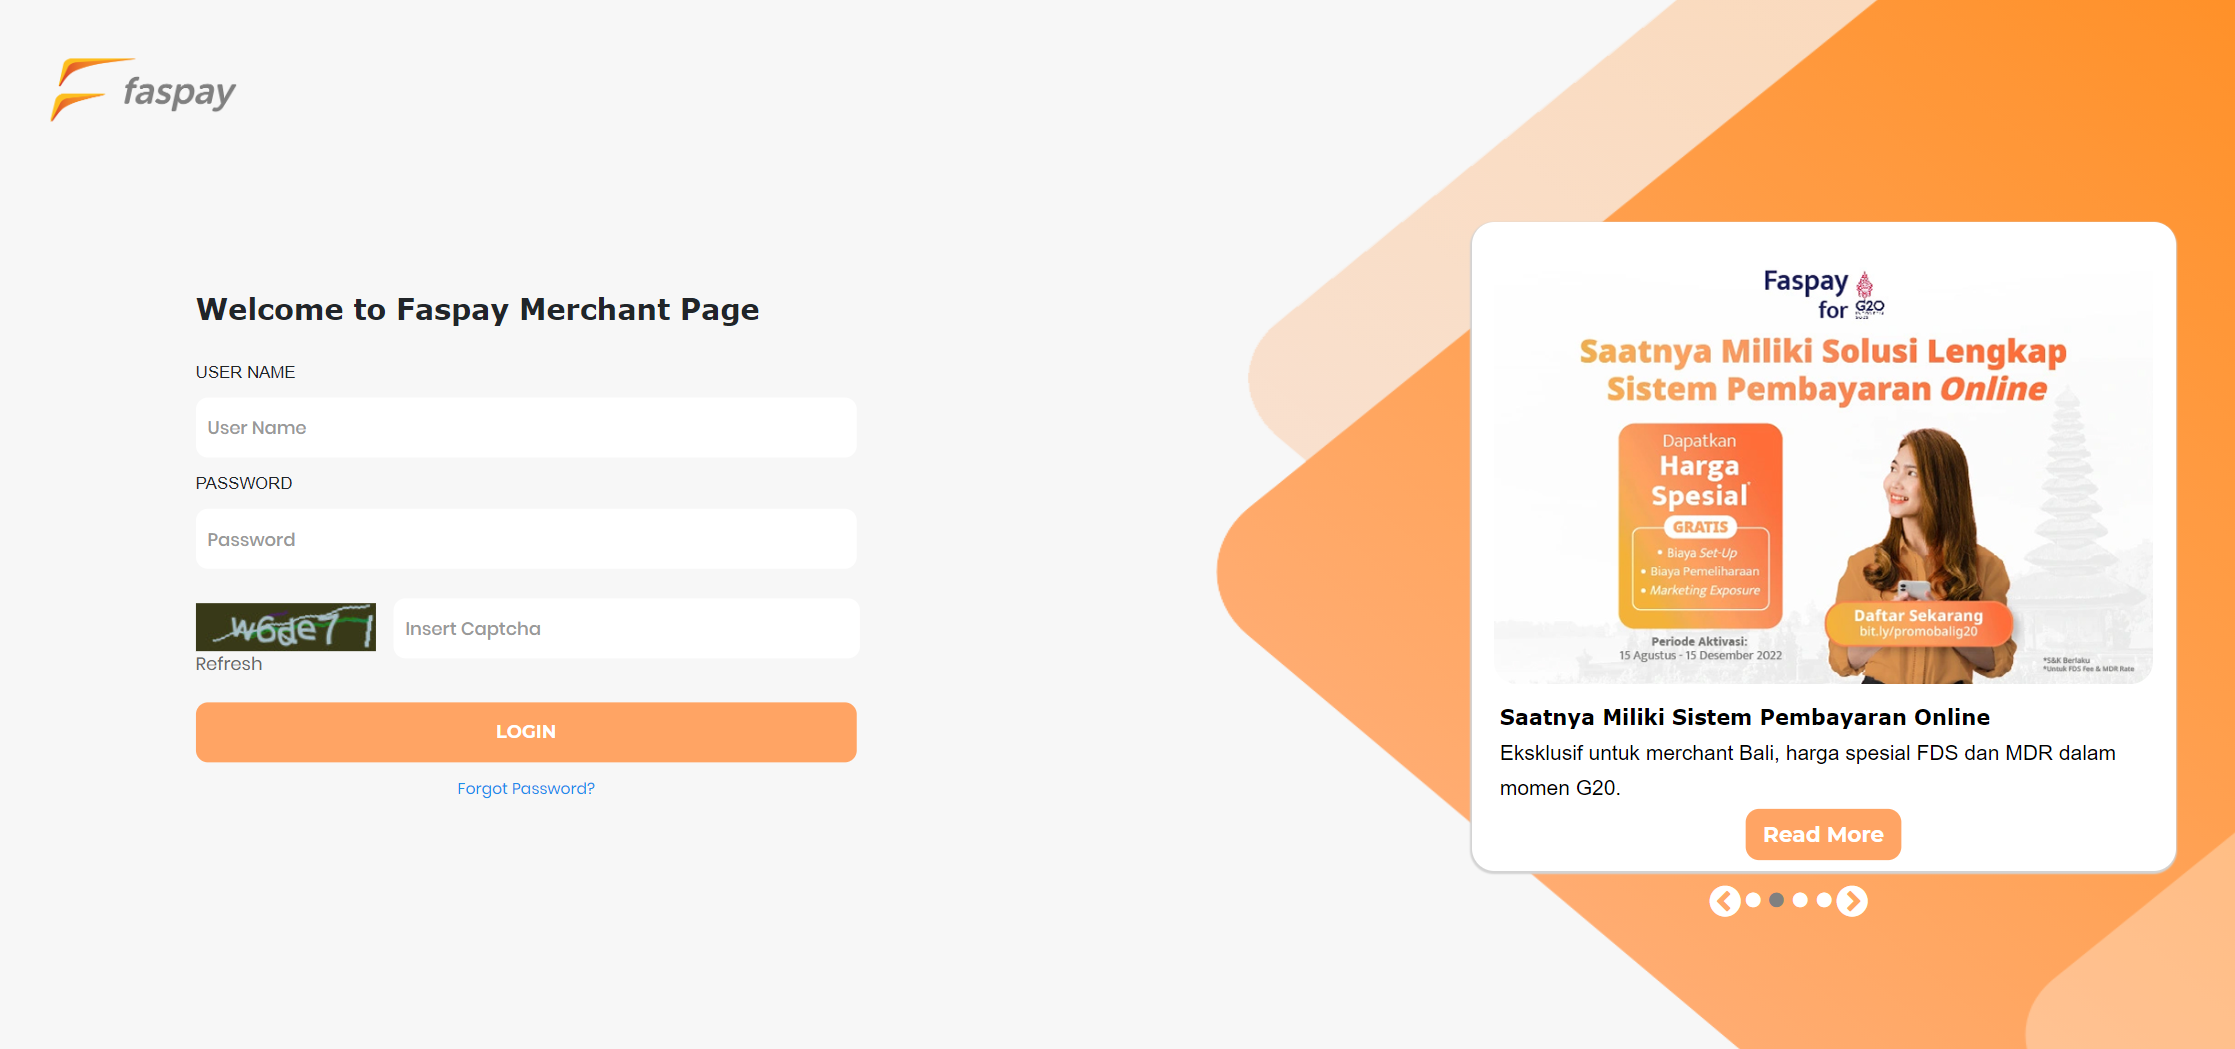 faspay
Welcome to Faspay Merchant Page
USER NAME
User Name
PASSWORD
Password
w6de71
Insert Captcha
Refresh
LOGIN
Forgot Password?
Faspay
for G20
Saatnya Miliki Solusi Lengkap
Sistem Pembayaran Online
Dapatkan
Harga
Spesial*
GRATIS
• Biaya Set-Up
• Biaya Pemeliharaan
• Marketing Exposure
Periode Aktivasi:
15 Agustus - 15 Desember 2022
Daftar Sekarang
bit.ly/promobalig20
*S&K Berlaku
*Untuk FDS Fee & MDR Rate
Saatnya Miliki Sistem Pembayaran Online
Eksklusif untuk merchant Bali, harga spesial FDS dan MDR dalam
momen G20.
Read More